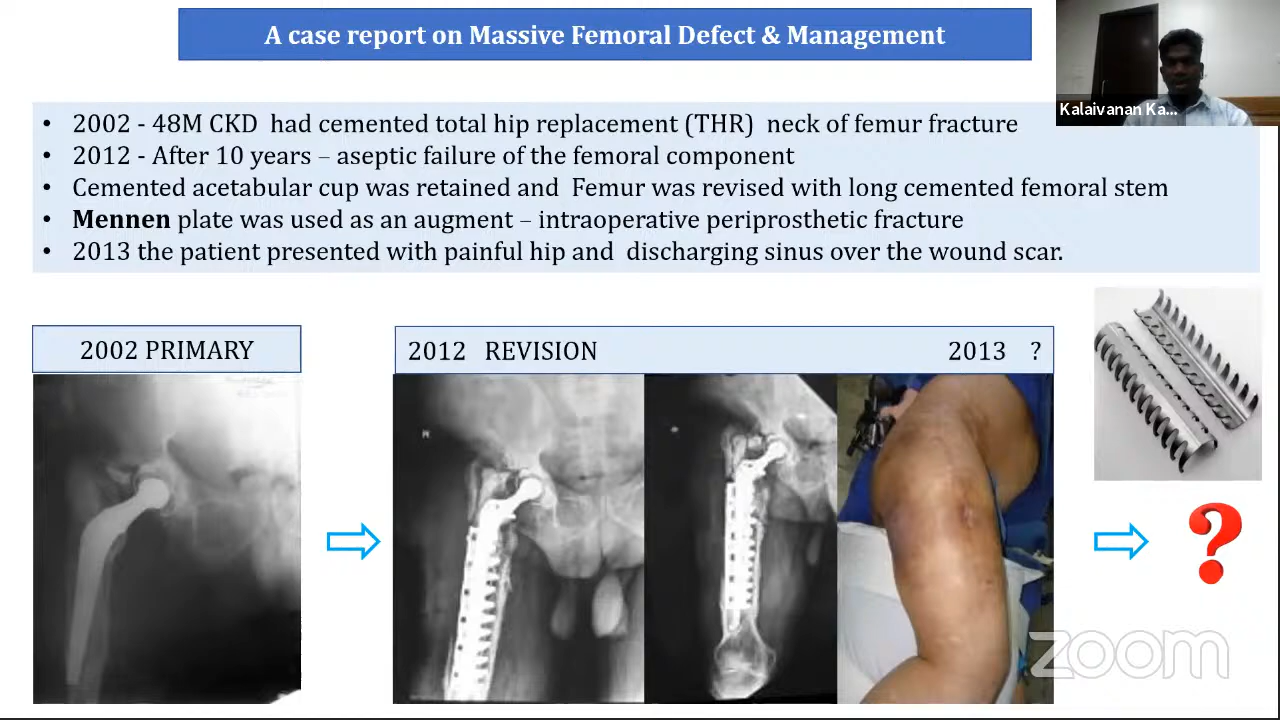 A case report on Massive Femoral Defect & Management
Kalaivanan Ka...
• 2002 - 48M CKD had cemented total hip replacement (THR) neck of femur fracture
• 2012 - After 10 years – aseptic failure of the femoral component
• Cemented acetabular cup was retained and Femur was revised with long cemented femoral stem
• Mennen plate was used as an augment – intraoperative periprosthetic fracture
• 2013 the patient presented with painful hip and discharging sinus over the wound scar.
2002 PRIMARY
2012 REVISION 2013 ?
?
zoom